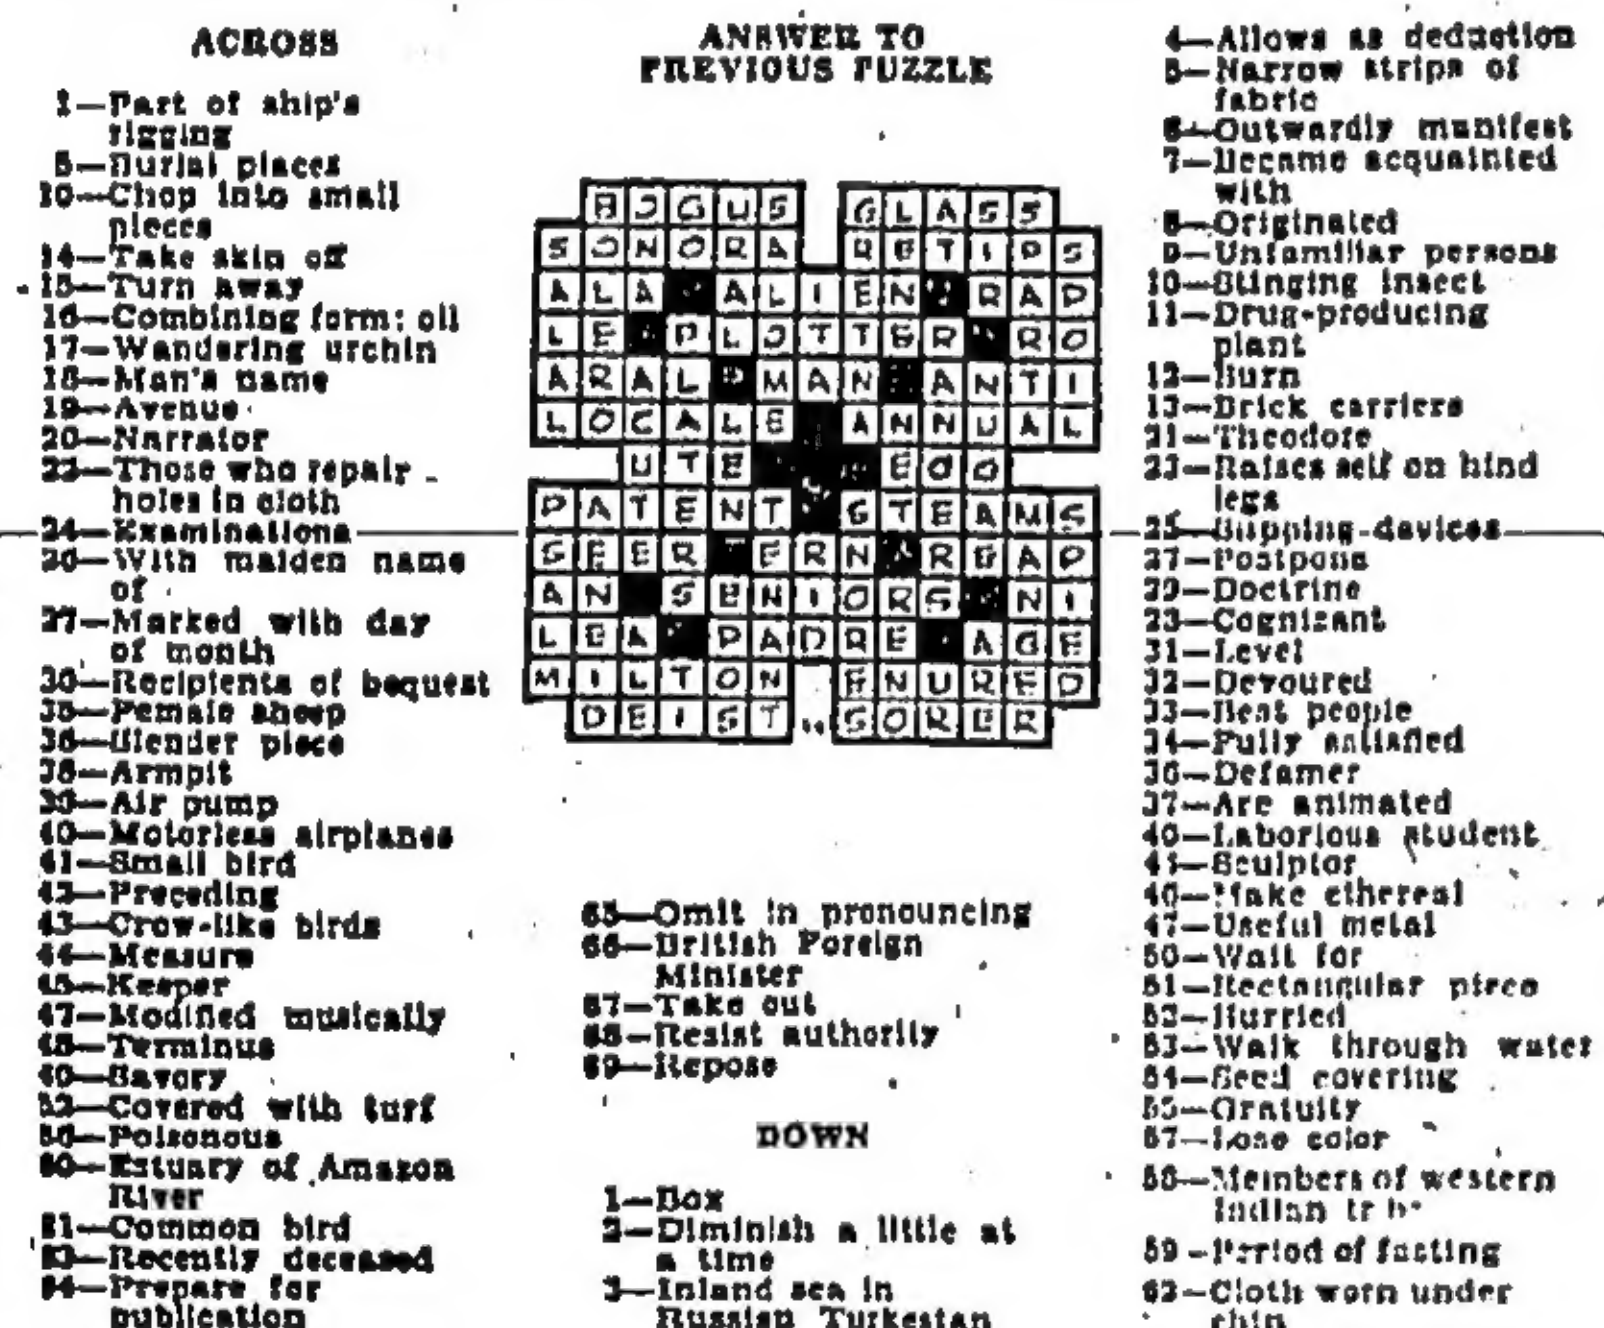 ACROSS
1—Part of ship's
rigging
5—Burial places
10—Chop into small
pieces
14—Take skin off
15—Turn away
16—Combining form: oil
17—Wandering urchin
18—Man's name
19—Avenue
20—Narrator
22—Those who repair
holes in cloth
24—Examinations
26—With maiden name
of
27—Marked with day
of month
30—Recipients of bequest
35—Female sheep
36—Slender piece
38—Armpit
39—Air pump
40—Motorless airplanes
41—Small bird
42—Preceding
43—Crow-like birds
44—Measure
45—Keeper
47—Modified musically
48—Terminus
49—Savory
52—Covered with turf
56—Poisonous
60—Estuary of Amazon
River
61—Common bird
63—Recently deceased
64—Prepare for
publication
ANSWER TO
PREVIOUS PUZZLE
BOGUS GLASS
SONORA RETIPS
ALA ALIEN RAP
LE PLOTTER RO
ARAL MAN ANTI
LOCALE ANNUAL
UTE EOO
PATENT STEAMS
SEER ERN REAP
AN SENIORS NI
LEA PADRE AGE
MILTON ENURED
DEIST SORER
65—Omit in pronouncing
66—British Foreign
Minister
67—Take out
68—Resist authority
69—Repose
DOWN
1—Box
2—Diminish a little at
a time
3—Inland sea in
Russian Turkestan
4—Allows as deduction
5—Narrow strips of
fabric
6—Outwardly manifest
7—Became acquainted
with
8—Originated
9—Unfamiliar persons
10—Stinging insect
11—Drug-producing
plant
12—Burn
13—Brick carriers
21—Theodore
23—Raises self on hind
legs
25—Slipping devices
27—Postpone
29—Doctrine
23—Cognizant
31—Level
32—Devoured
33—Beat people
34—Fully satisfied
36—Defamer
37—Are animated
40—Laborious student
41—Sculptor
46—Make ethereal
47—Useful metal
50—Wait for
51—Rectangular piece
52—Hurried
53—Walk through water
54—Seed covering
55—Gratuity
57—Lose color
58—Members of western
Indian
59—Period of fasting
62—Cloth worn under
chin